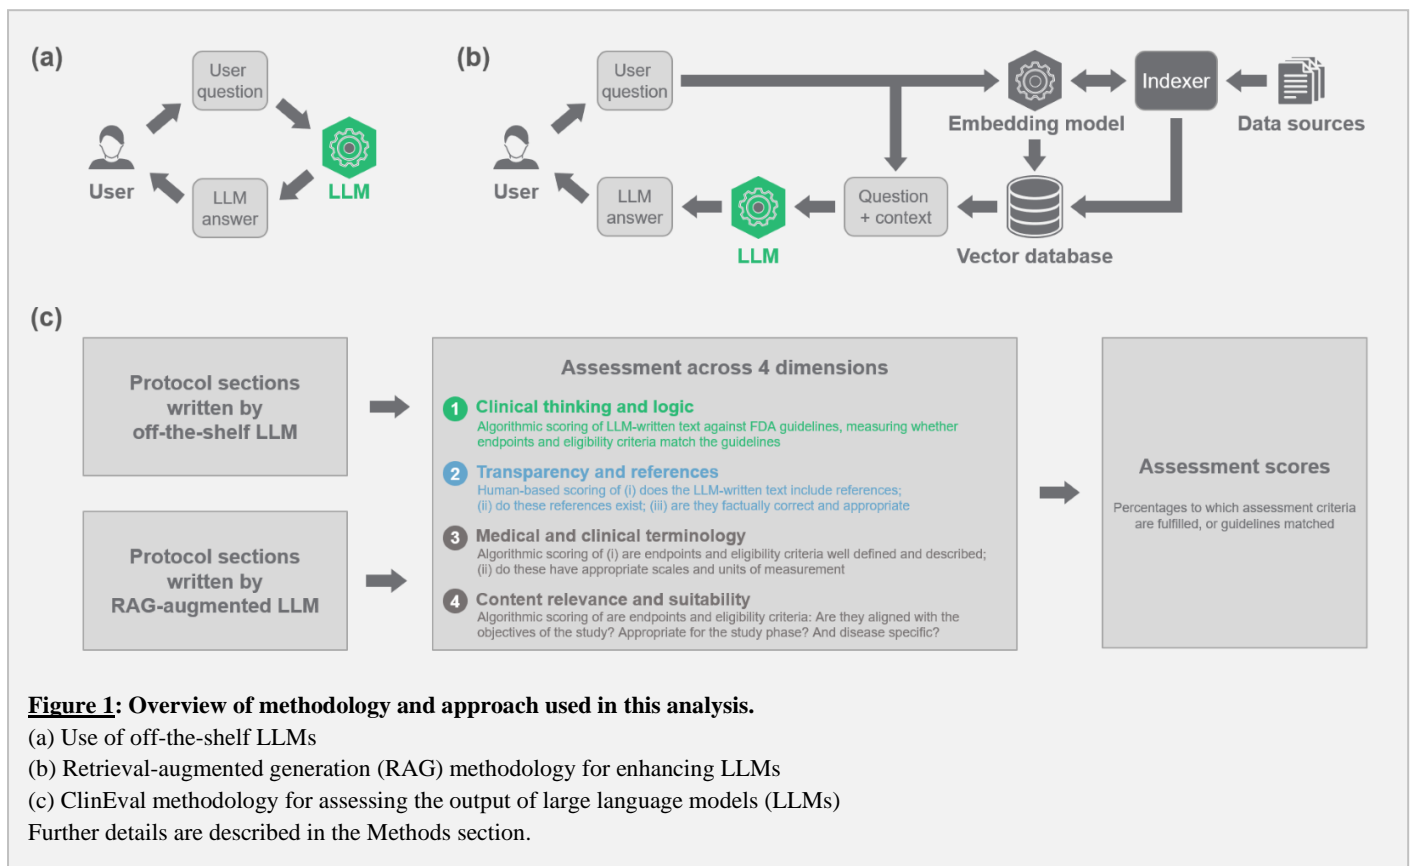 (a)
User
question
User
LLM
answer
LLM
(b)
User
question
User
LLM
answer
LLM
Question
+ context
Embedding model
Indexer
Data sources
Vector database
(c)
Protocol sections
written by
off-the-shelf LLM
Protocol sections
written by
RAG-augmented LLM
Assessment across 4 dimensions
1 Clinical thinking and logic
Algorithmic scoring of LLM-written text against FDA guidelines, measuring whether
endpoints and eligibility criteria match the guidelines
2 Transparency and references
Human-based scoring of (i) does the LLM-written text include references;
(ii) do these references exist; (iii) are they factually correct and appropriate
3 Medical and clinical terminology
Algorithmic scoring of (i) are endpoints and eligibility criteria well defined and described;
(ii) do these have appropriate scales and units of measurement
4 Content relevance and suitability
Algorithmic scoring of are endpoints and eligibility criteria: Are they aligned with the
objectives of the study? Appropriate for the study phase? And disease specific?
Assessment scores
Percentages to which assessment criteria
are fulfilled, or guidelines matched
Figure 1: Overview of methodology and approach used in this analysis.
(a) Use of off-the-shelf LLMs
(b) Retrieval-augmented generation (RAG) methodology for enhancing LLMs
(c) ClinEval methodology for assessing the output of large language models (LLMs)
Further details are described in the Methods section.